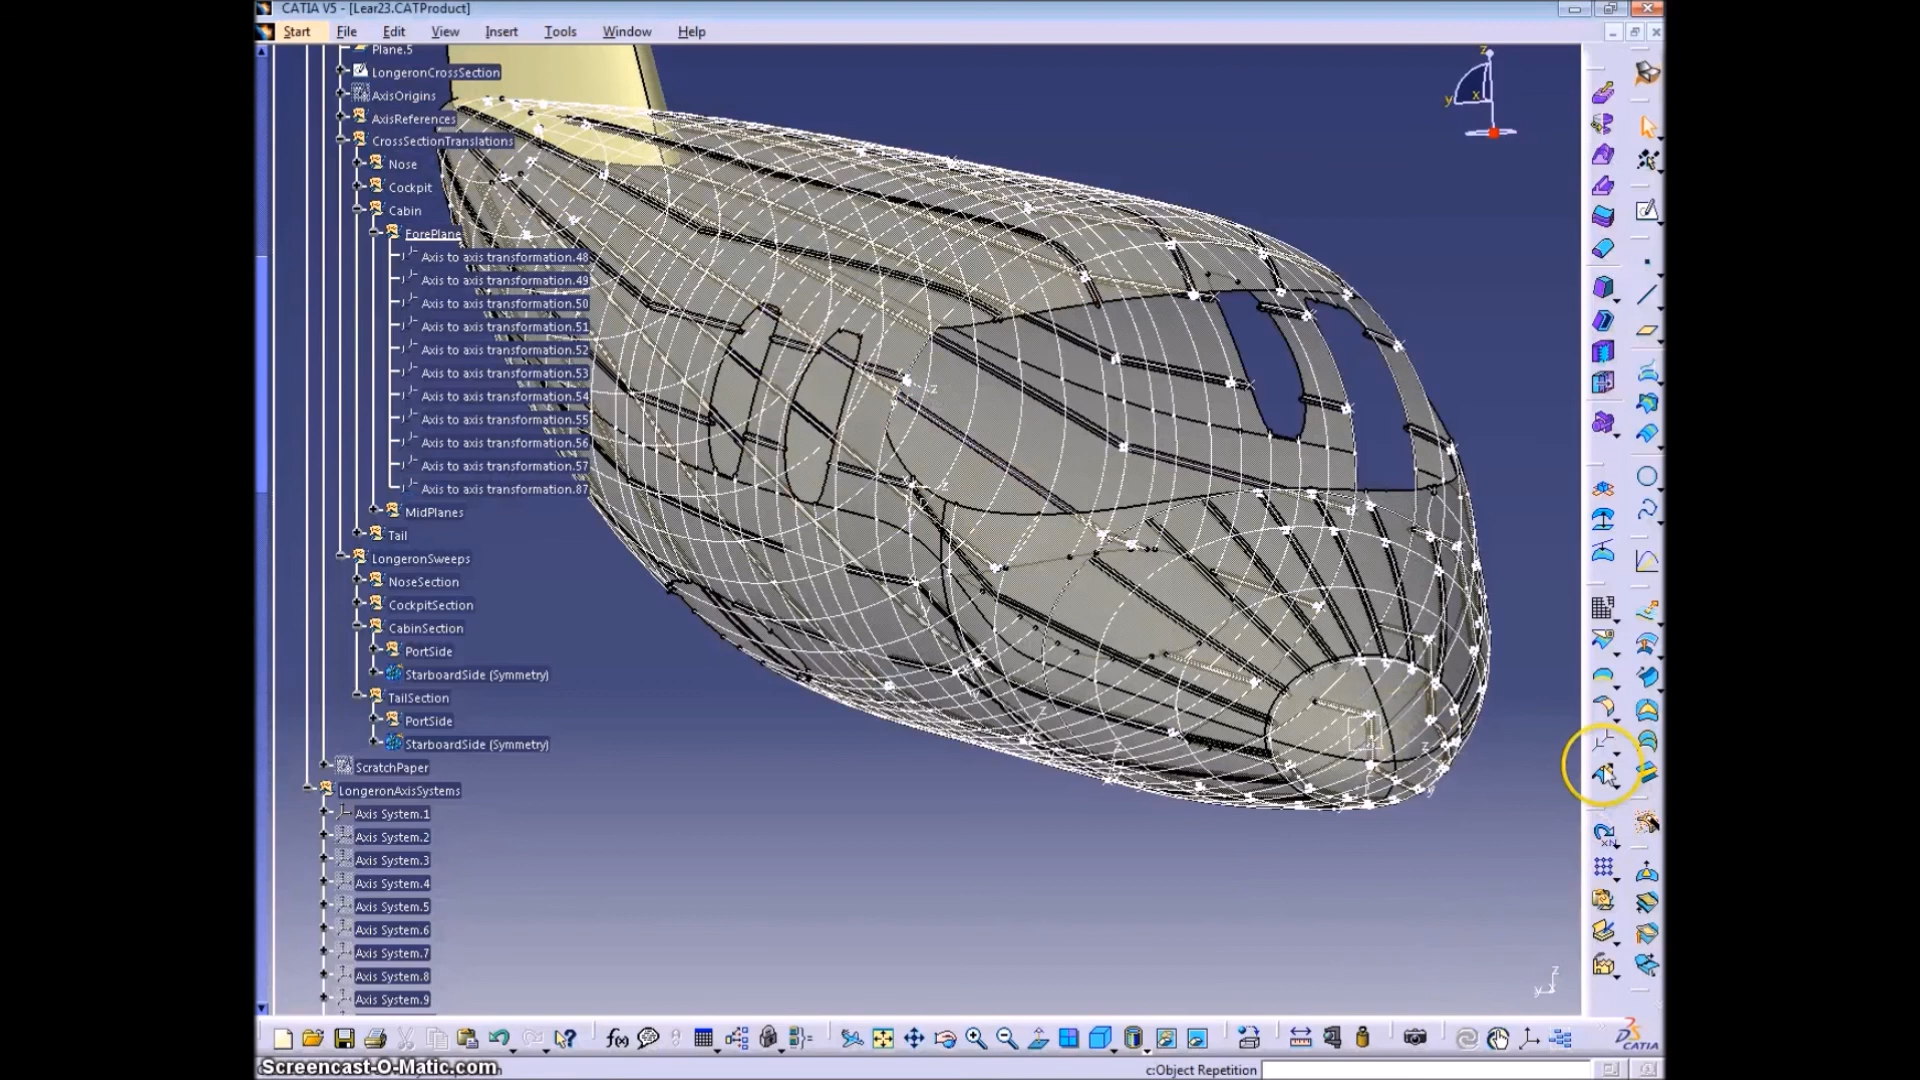 CATIA V5 - [Lear23.CATProduct]
Start File Edit View Insert Tools Window Help
Plane.5
LongeronCrossSection
AxisOrigins
AxisReferences
CrossSectionTranslations
Nose
Cockpit
Cabin
ForePlane
Axis to axis transformation.48
Axis to axis transformation.49
Axis to axis transformation.50
Axis to axis transformation.51
Axis to axis transformation.52
Axis to axis transformation.53
Axis to axis transformation.54
Axis to axis transformation.55
Axis to axis transformation.56
Axis to axis transformation.57
Axis to axis transformation.87
MidPlanes
Tail
LongeronSweeps
NoseSection
CockpitSection
CabinSection
PortSide
StarboardSide (Symmetry)
TailSection
PortSide
StarboardSide (Symmetry)
ScratchPaper
LongeronAxisSystems
Axis System.1
Axis System.2
Axis System.3
Axis System.4
Axis System.5
Axis System.6
Axis System.7
Axis System.8
Axis System.9
z
y x
z
y
f(x)
CATIA
Screencast-O-Matic.com
c:Object Repetition